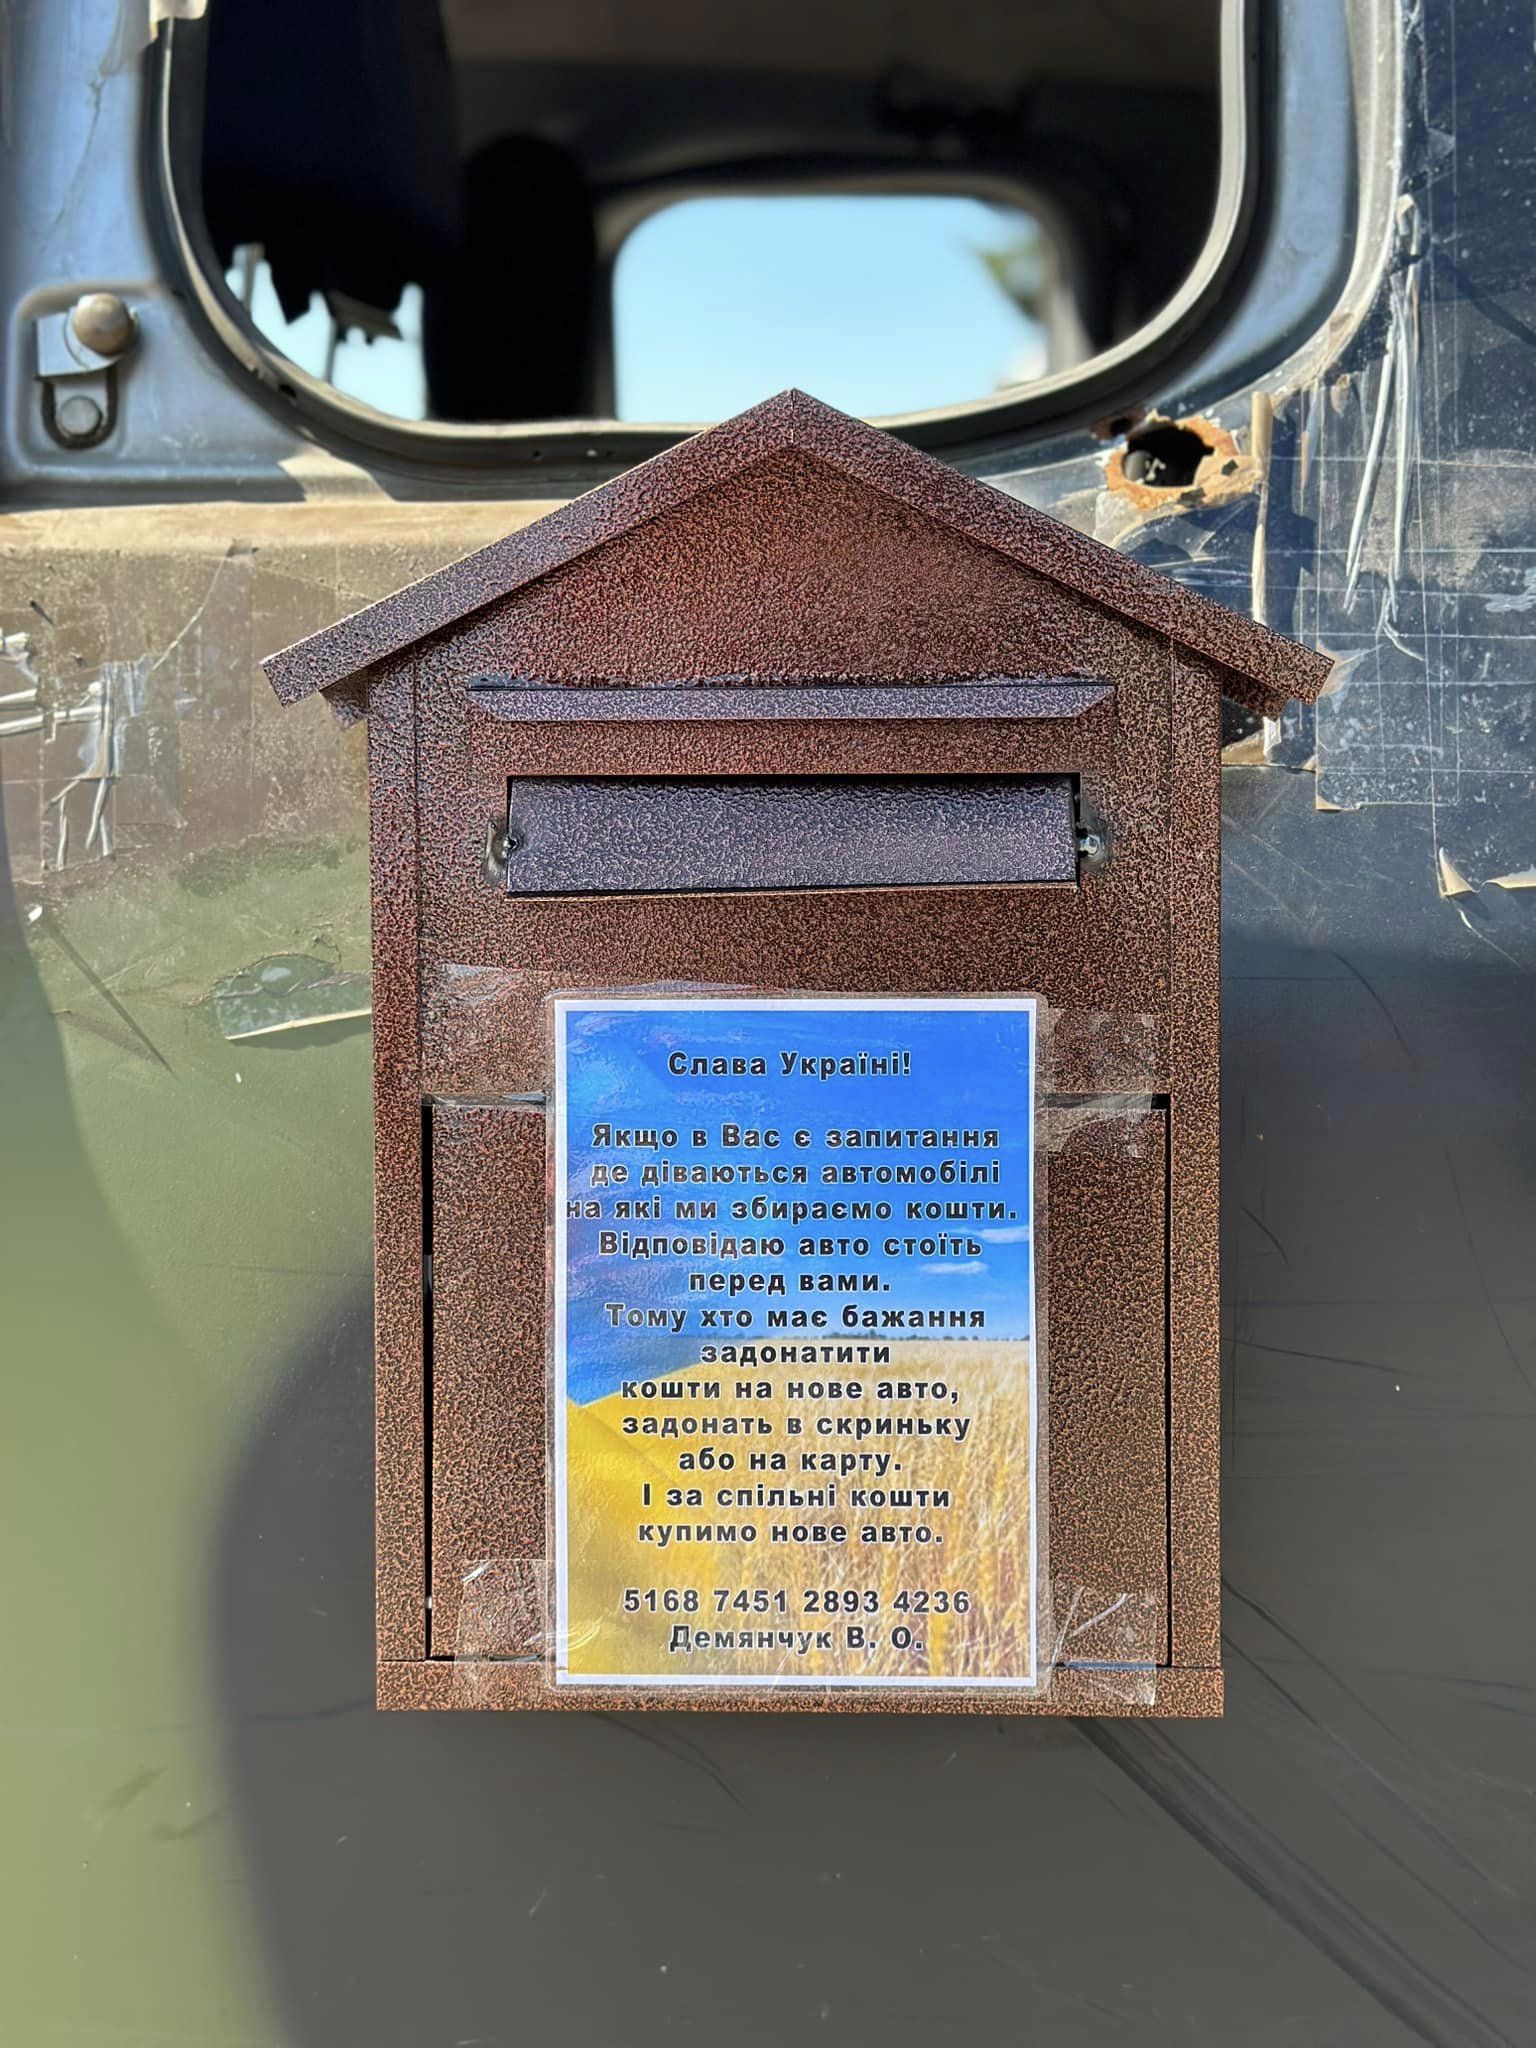 Слава Україні!
Якщо в Вас є запитання
де діваються автомобілі
на які ми збираємо кошти.
Відповідаю авто стоїть
перед вами.
Тому хто має бажання
задонатити
кошти на нове авто,
задонать в скриньку
або на карту.
І за спільні кошти
купимо нове авто.
5168 7451 2893 4236
Демянчук В. О.